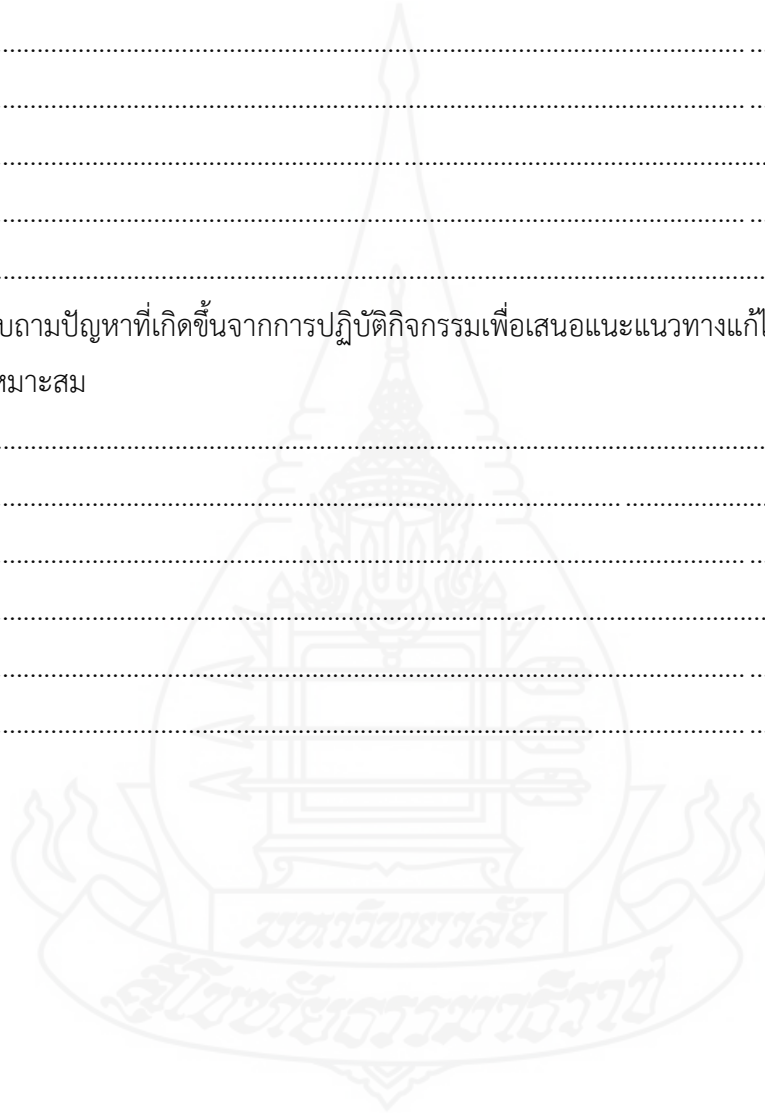 บถามปัญหาที่เกิดขึ้นจากการปฏิบัติกิจกรรมเพื่อเสนอแนะแนวทางแก้ไ
หมาะสม
มหาวิทยาลัย
สุโขทัยธรรมาธิราช